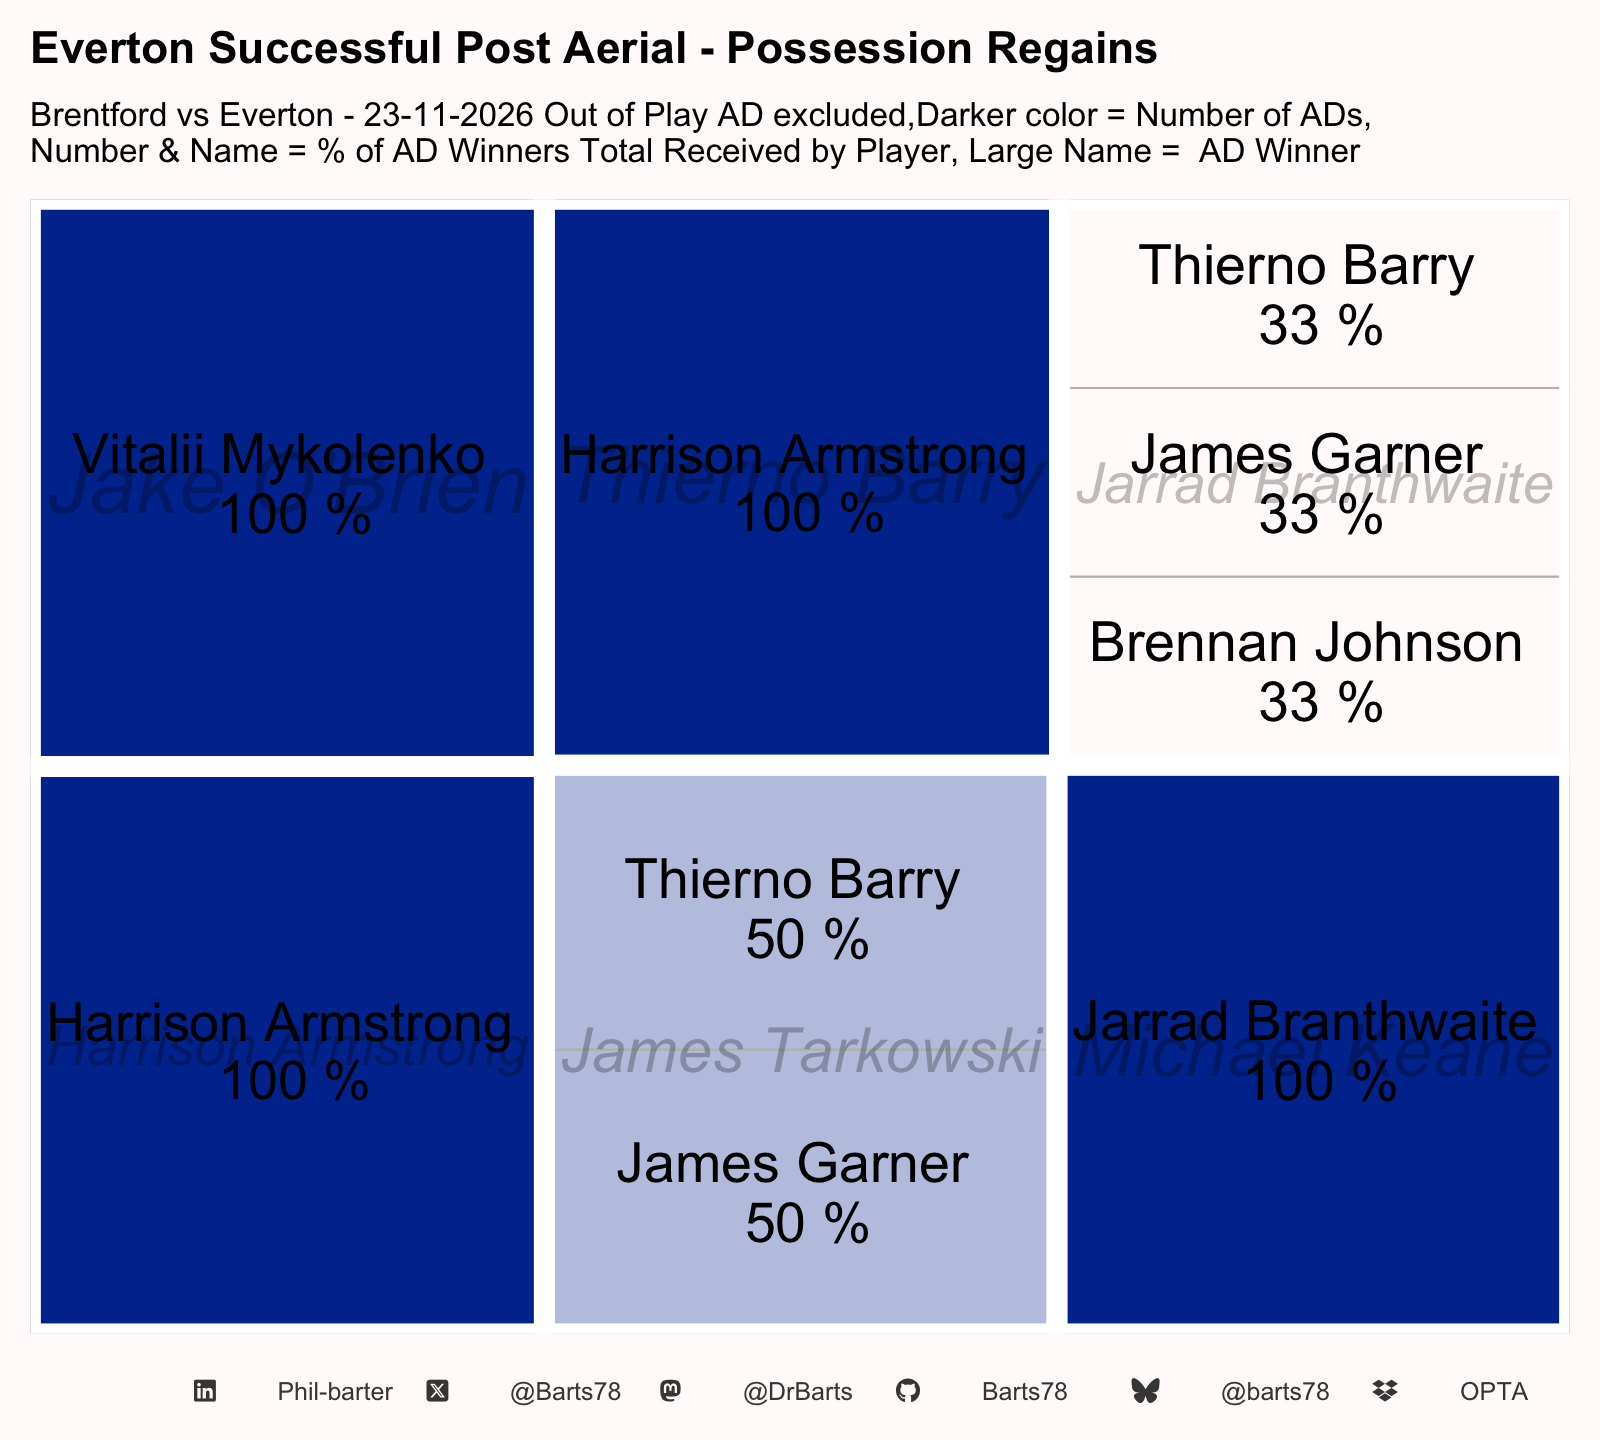 Everton Successful Post Aerial - Possession Regains
Brentford vs Everton - 23-11-2026 Out of Play AD excluded,Darker color = Number of ADs,
Number & Name = % of AD Winners Total Received by Player, Large Name =  AD Winner
Vitalii Mykolenko
Jake O'Brien
100 %
Harrison Armstrong
Thierno Barry
100 %
Thierno Barry
33 %
James Garner
Jarrad Branthwaite
33 %
Brennan Johnson
33 %
Harrison Armstrong
Harrison Armstrong
100 %
Thierno Barry
50 %
James Tarkowski
James Garner
50 %
Jarrad Branthwaite
Michael Keane
100 %
Phil-barter @Barts78 @DrBarts Barts78 @barts78 OPTA